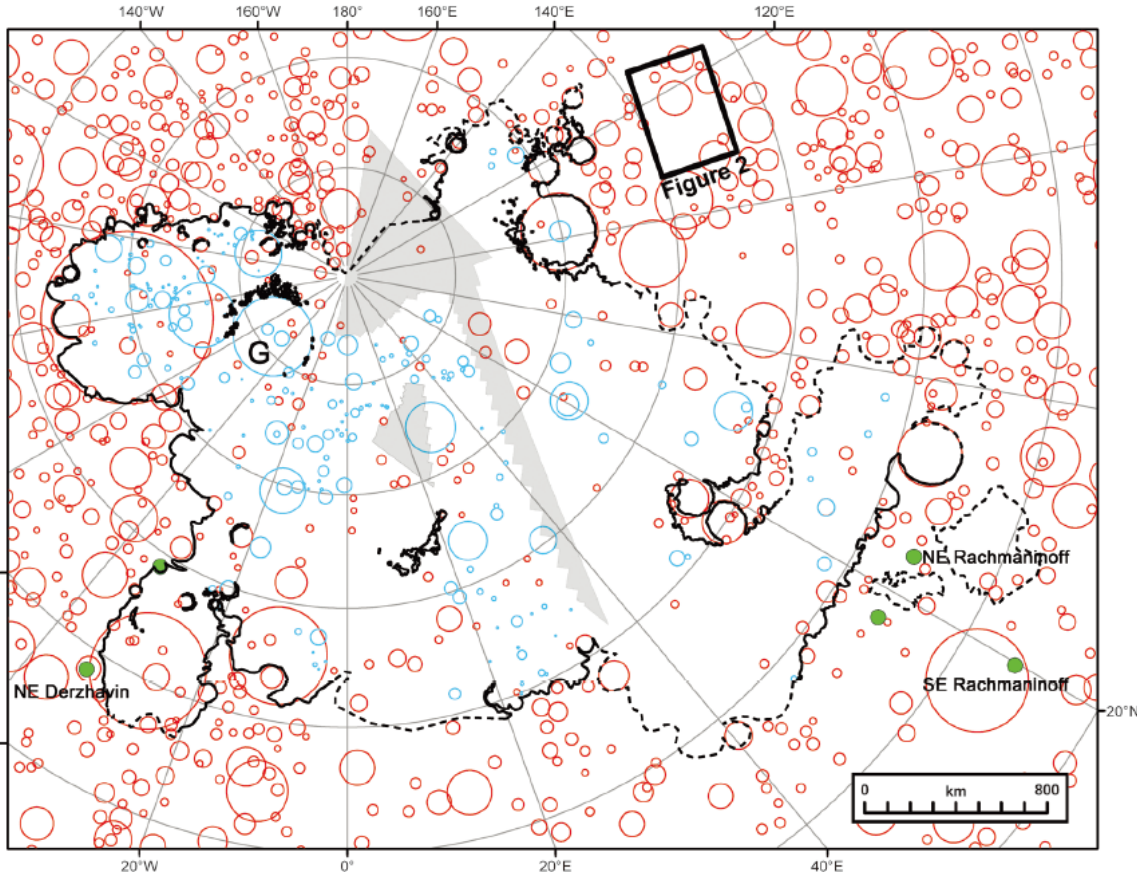 140°W 160°W 180° 160°E 140°E 120°E
Figure 2
G
NE Rachmaninoff
NE Derzhavin
SE Rachmaninoff
20°N
0 km 800
20°W 0° 20°E 40°E